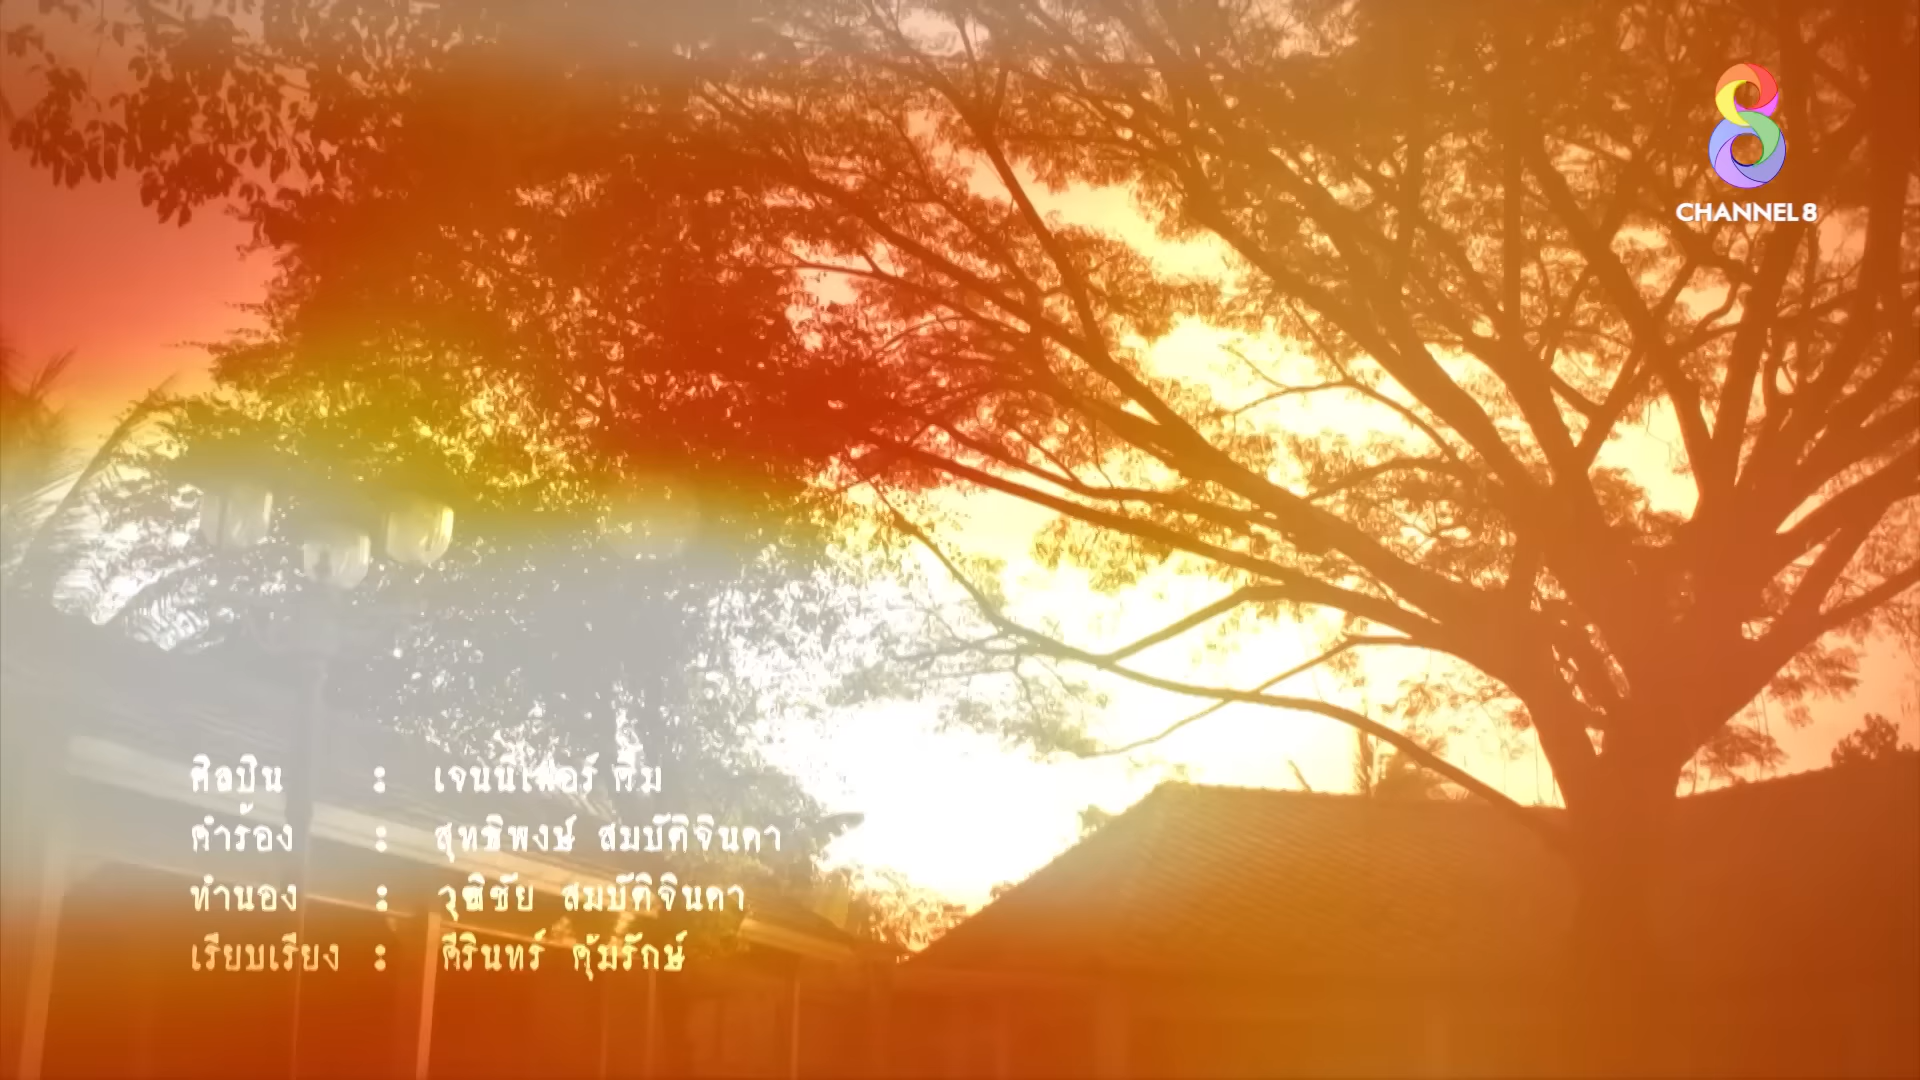 CHANNEL 8
ศิลปิน : เจนนิเฟอร์ คิ้ม
คำร้อง : สุทธิพงษ์ สมบัติจินดา
ทำนอง : วุฒิชัย สมบัติจินดา
เรียบเรียง : คีรินทร์ คุ้มรักษ์